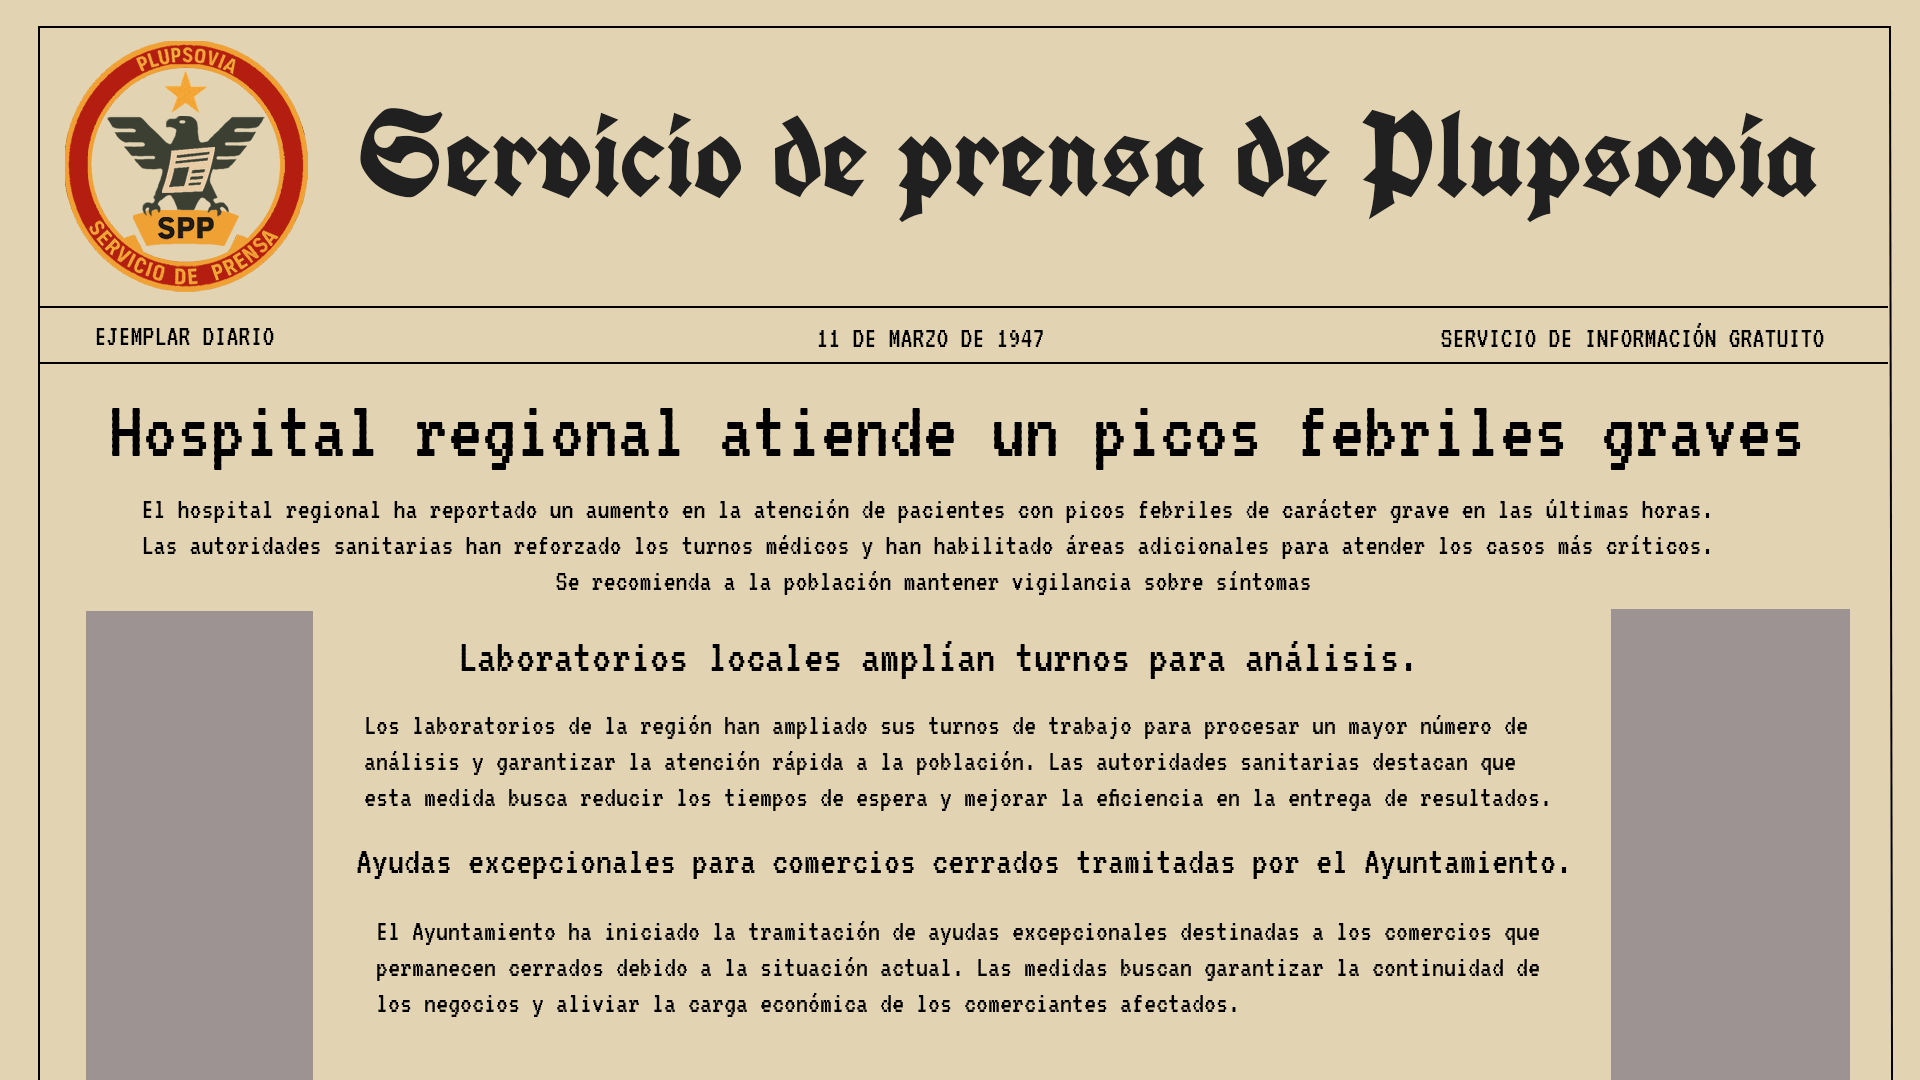 PLUPSOVIA
SPP
SERVICIO DE PRENSA
Servicio de prensa de Plupsovia
EJEMPLAR DIARIO
11 DE MARZO DE 1947
SERVICIO DE INFORMACIÓN GRATUITO
Hospital regional atiende un picos febriles graves
El hospital regional ha reportado un aumento en la atención de pacientes con picos febriles de carácter grave en las últimas horas.
Las autoridades sanitarias han reforzado los turnos médicos y han habilitado áreas adicionales para atender los casos más críticos.
Se recomienda a la población mantener vigilancia sobre síntomas
Laboratorios locales amplían turnos para análisis.
Los laboratorios de la región han ampliado sus turnos de trabajo para procesar un mayor número de
análisis y garantizar la atención rápida a la población. Las autoridades sanitarias destacan que
esta medida busca reducir los tiempos de espera y mejorar la eficiencia en la entrega de resultados.
Ayudas excepcionales para comercios cerrados tramitadas por el Ayuntamiento.
El Ayuntamiento ha iniciado la tramitación de ayudas excepcionales destinadas a los comercios que
permanecen cerrados debido a la situación actual. Las medidas buscan garantizar la continuidad de
los negocios y aliviar la carga económica de los comerciantes afectados.